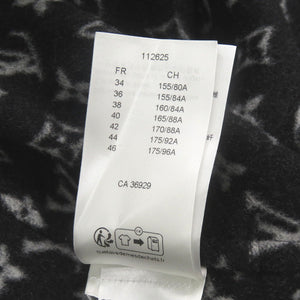 112625
FR CH
34 155/80A
36 155/84A
38 160/84A
40 165/88A
42 170/88A
44 175/92A
46 175/96A
CA 36929